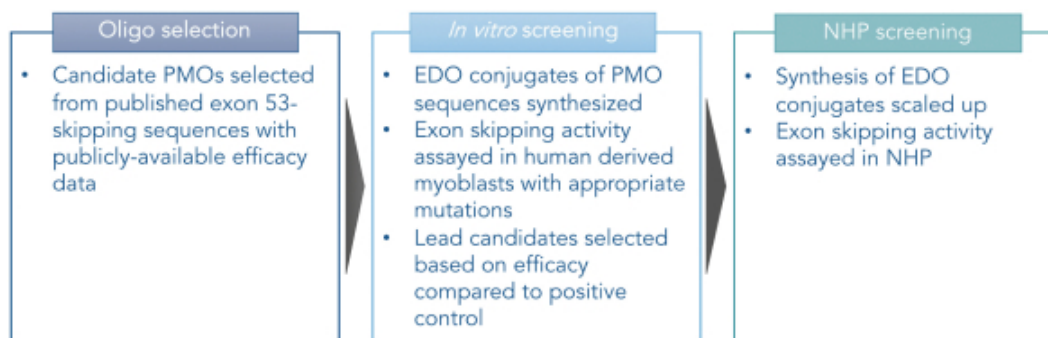 Oligo selection
• Candidate PMOs selected
from published exon 53-
skipping sequences with
publicly-available efficacy
data
In vitro screening
• EDO conjugates of PMO
sequences synthesized
• Exon skipping activity
assayed in human derived
myoblasts with appropriate
mutations
• Lead candidates selected
based on efficacy
compared to positive
control
NHP screening
• Synthesis of EDO
conjugates scaled up
• Exon skipping activity
assayed in NHP